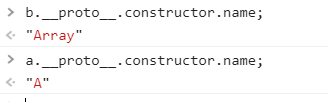 > b.__proto__.constructor.name;
<· "Array"
> a.__proto__.constructor.name;
<· "A"